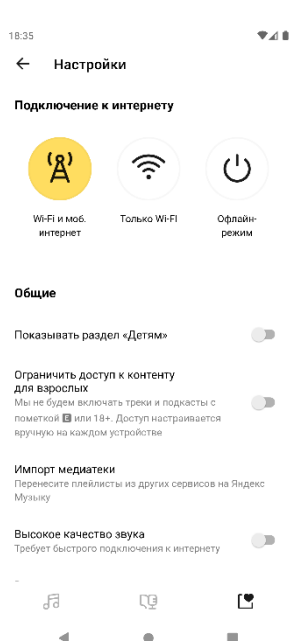 18:35
Настройки
Подключение к интернету
Wi-Fi и моб.
интернет
Только Wi-FI
Офлайн-
режим
Общие
Показывать раздел «Детям»
Ограничить доступ к контенту
для взрослых
Мы не будем включать треки и подкасты с
пометкой E или 18+. Доступ настраивается
вручную на каждом устройстве
Импорт медиатеки
Перенесите плейлисты из других сервисов на Яндекс
Музыку
Высокое качество звука
Требует быстрого подключения к интернету